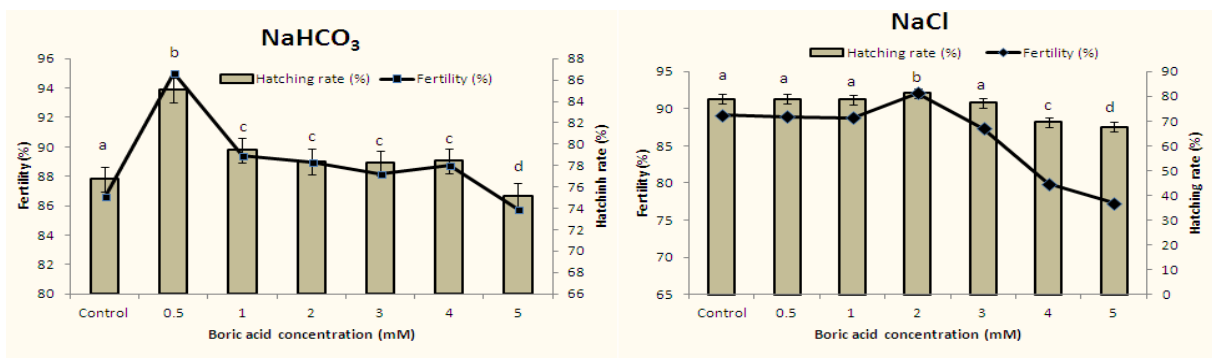 NaHCO₃
Hatching rate (%) Fertility (%)
Fertility (%)
96
94
92
90
88
86
84
82
80
a b c c c c d
88
86
84
82
80
78
76
74
72
70
68
66
Hatchinh rate (%)
Control 0.5 1 2 3 4 5
Boric acid concentration (mM)
NaCl
Hatching rate (%) Fertility (%)
Fertility (%)
95
90
85
80
75
70
65
a a a b a c d
90
80
70
60
50
40
30
20
10
0
Hatching rate (%)
Control 0.5 1 2 3 4 5
Boric acid concentration (mM)